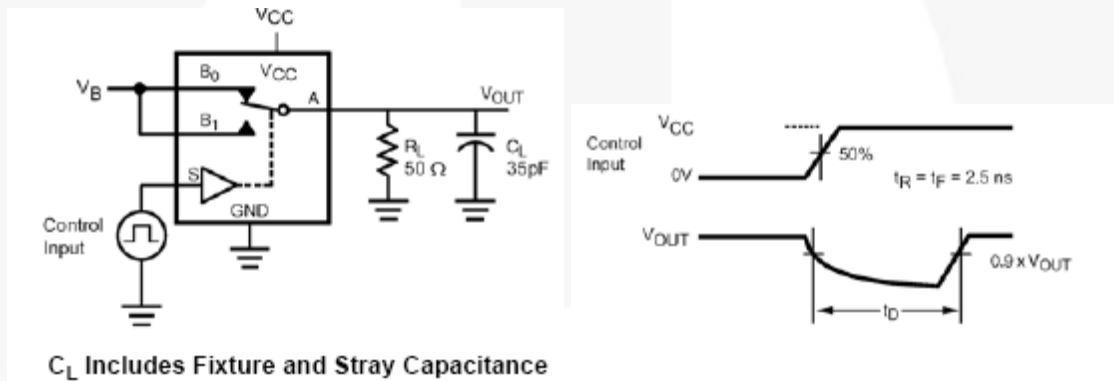 VCC
VCC
B0
VB
A
VOUT
B1
RL
50 Ω
CL
35pF
S
GND
Control
Input
CL Includes Fixture and Stray Capacitance
VCC
Control
Input
50%
0V
tR = tF = 2.5 ns
VOUT
0.9 x VOUT
tD